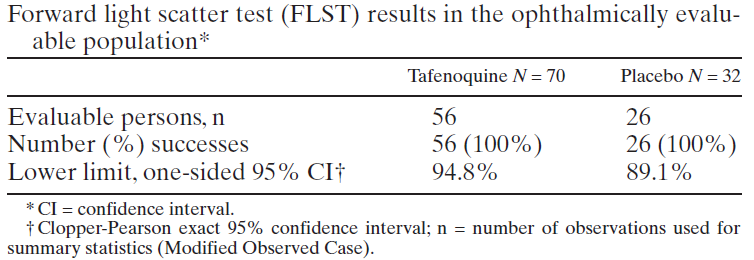 Forward light scatter test (FLST) results in the ophthalmically evalu-
able population*
Tafenoquine N = 70 Placebo N = 32
Evaluable persons, n 56 26
Number (%) successes 56 (100%) 26 (100%)
Lower limit, one-sided 95% CI† 94.8% 89.1%
* CI = confidence interval.
† Clopper-Pearson exact 95% confidence interval; n = number of observations used for
summary statistics (Modified Observed Case).